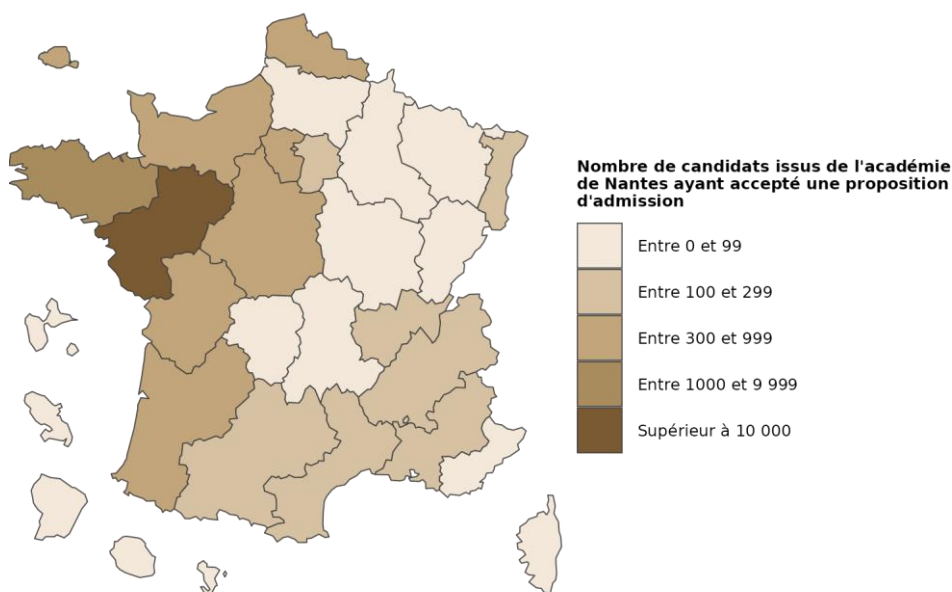 Nombre de candidats issus de l'académie
de Nantes ayant accepté une proposition
d'admission
Entre 0 et 99
Entre 100 et 299
Entre 300 et 999
Entre 1000 et 9 999
Supérieur à 10 000